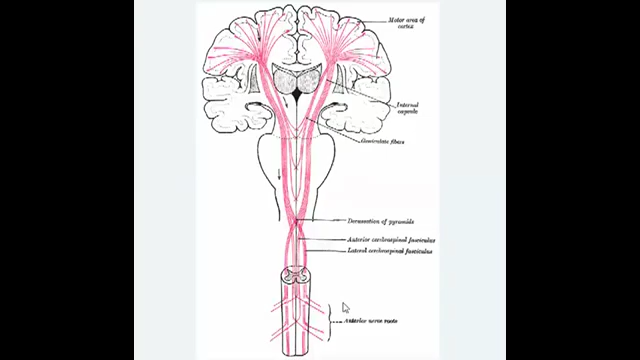 Motor area of
cortex
Internal
capsule
Geniculate fibers
Decussation of pyramids
Anterior cerebrospinal fasciculus
Lateral cerebrospinal fasciculus
Anterior nerve roots